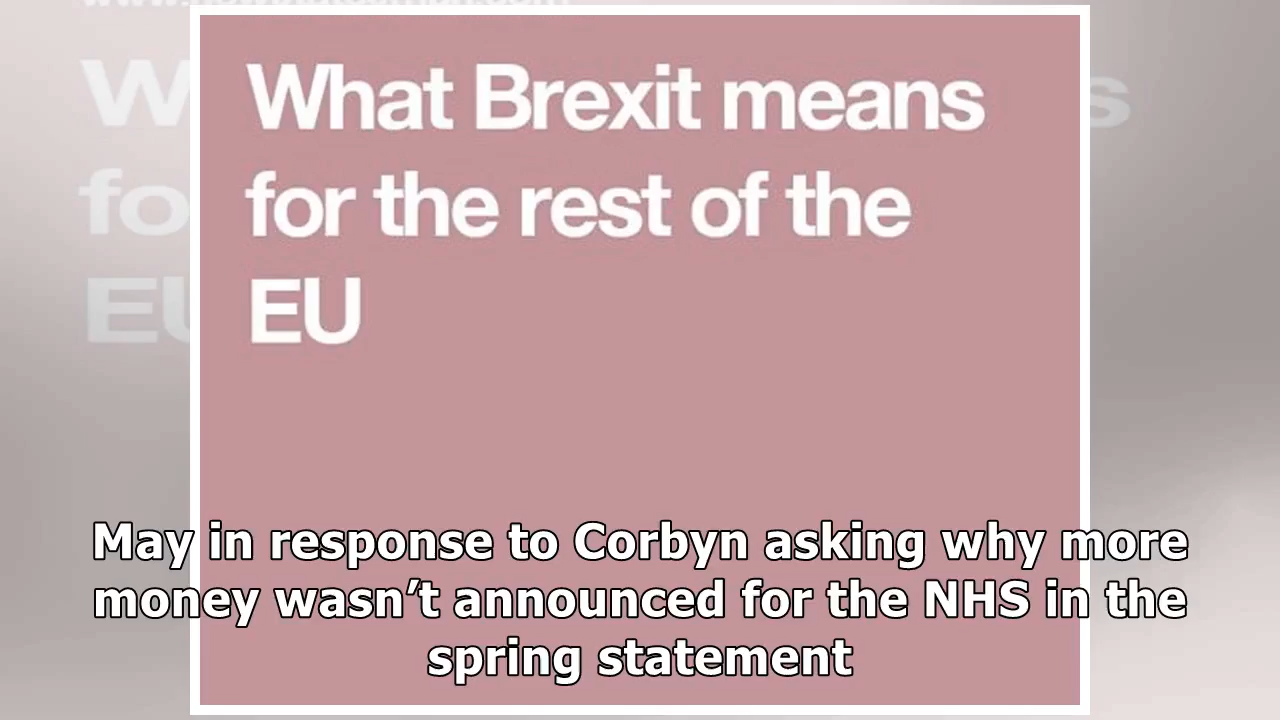 What Brexit means
for the rest of the
EU
May in response to Corbyn asking why more
money wasn’t announced for the NHS in the
spring statement